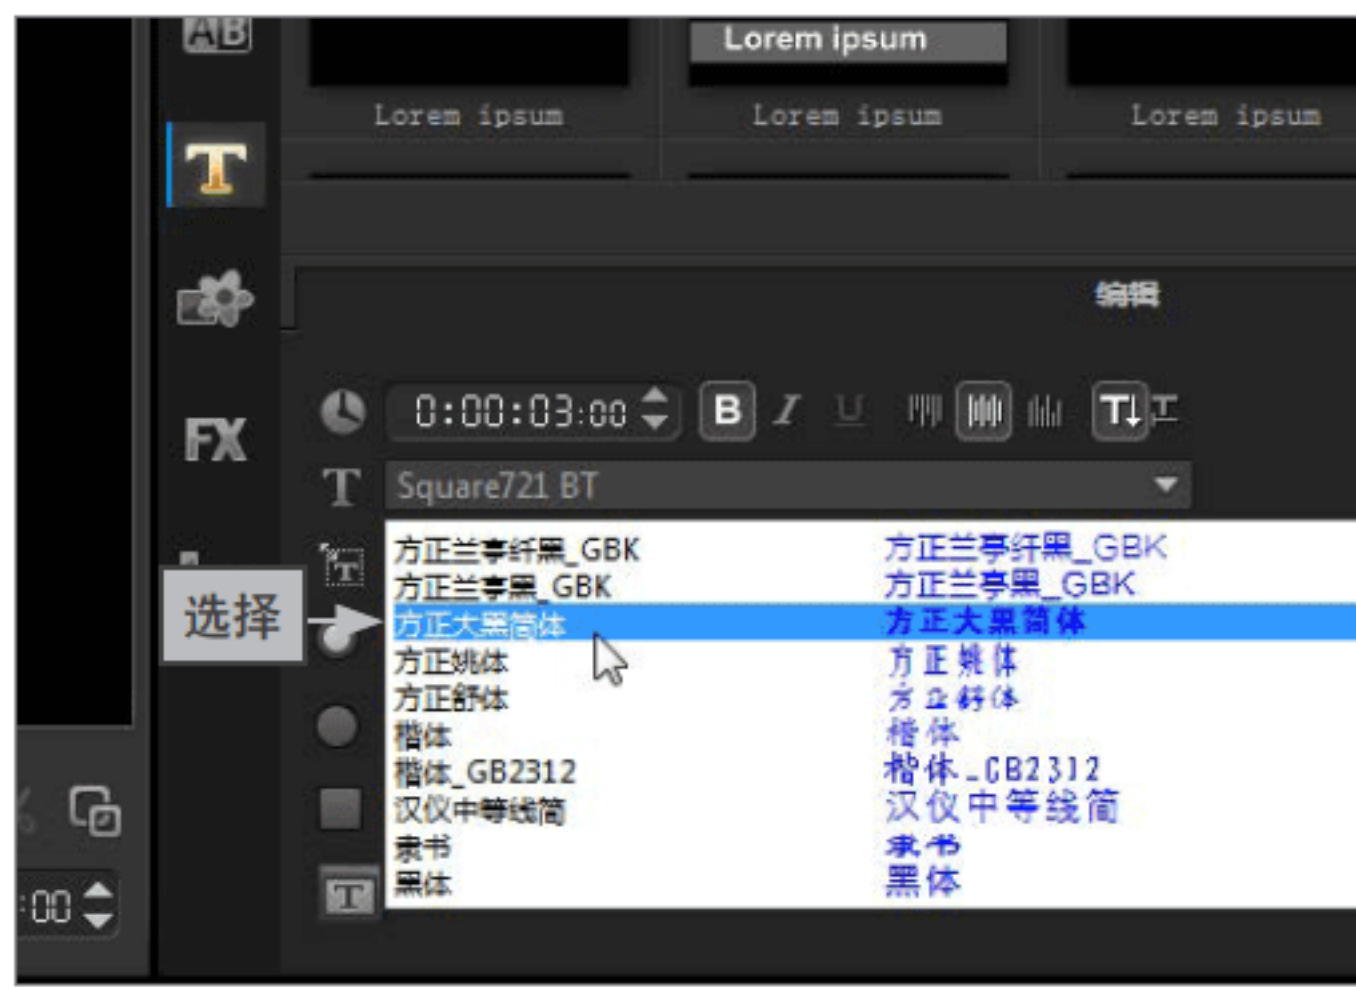 AB
Lorem ipsum
Lorem ipsum
Lorem ipsum
Lorem ipsum
T
编辑
FX
0:00:03:00
B I U T T
T Square721 BT
方正兰亭纤黑_GBK 方正兰亭纤黑_GBK
方正兰亭黑_GBK 方正兰亭黑_GBK
选择
方正大黑简体 方正大黑简体
方正姚体 方正姚体
方正舒体 方正舒体
楷体 楷体
楷体_GB2312 楷体_GB2312
汉仪中等线简 汉仪中等线简
隶书 隶书
黑体 黑体
T
:00